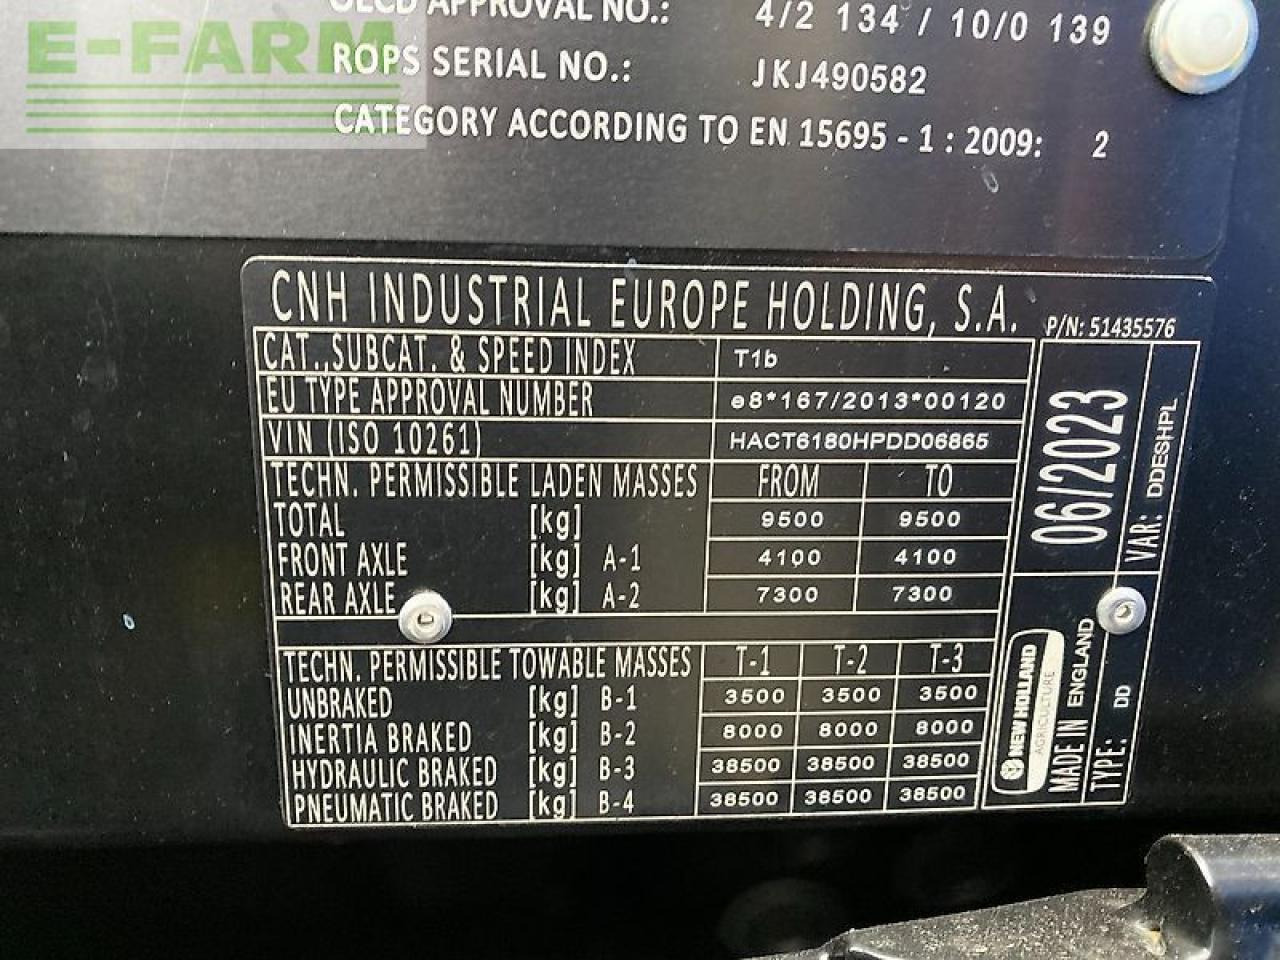 E-FARM
OECD APPROVAL NO.: 4/2 134 / 10/0 139
ROPS SERIAL NO.: JKJ490582
CATEGORY ACCORDING TO EN 15695 - 1 : 2009: 2
CNH INDUSTRIAL EUROPE HOLDING, S.A. P/N: 51435576
CAT.,SUBCAT. & SPEED INDEX T1b
EU TYPE APPROVAL NUMBER e8*167/2013*00120
VIN (ISO 10261) HACT6180HPDD06865
TECHN. PERMISSIBLE LADEN MASSES FROM TO
TOTAL [kg] 9500 9500
FRONT AXLE [kg] A-1 4100 4100
REAR AXLE [kg] A-2 7300 7300
TECHN. PERMISSIBLE TOWABLE MASSES T-1 T-2 T-3
UNBRAKED [kg] B-1 3500 3500 3500
INERTIA BRAKED [kg] B-2 8000 8000 8000
HYDRAULIC BRAKED [kg] B-3 38500 38500 38500
PNEUMATIC BRAKED [kg] B-4 38500 38500 38500
06/2023
VAR: DDESHPL
NEW HOLLAND
AGRICULTURE
MADE IN ENGLAND
TYPE: DD